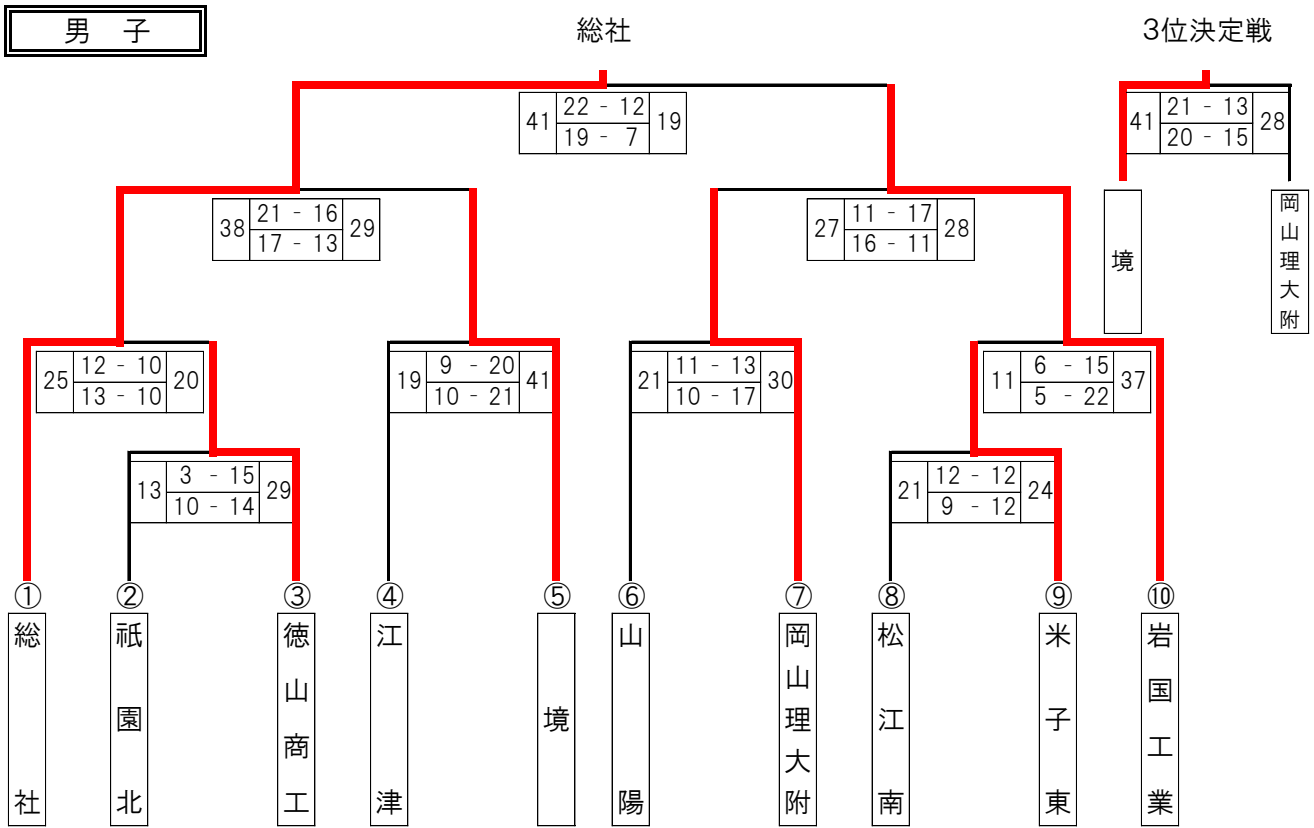 男 子
総社
3位決定戦
41 22 - 12 19
19 - 7
41 21 - 13 28
20 - 15
境
岡山理大附
38 21 - 16 29
17 - 13
27 11 - 17 28
16 - 11
25 12 - 10 20
13 - 10
19 9 - 20 41
10 - 21
21 11 - 13 30
10 - 17
11 6 - 15 37
5 - 22
13 3 - 15 29
10 - 14
21 12 - 12 24
9 - 12
① ② ③ ④ ⑤ ⑥ ⑦ ⑧ ⑨ ⑩
総社
祇園北
徳山商工
江津
境
山陽
岡山理大附
松江南
米子東
岩国工業